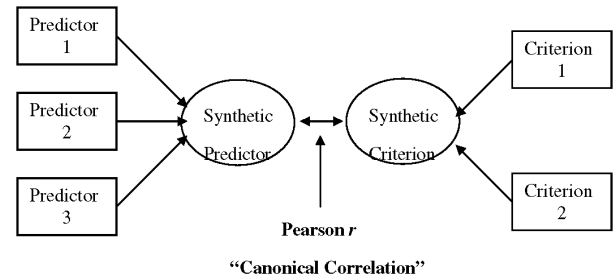 Predictor
1
Predictor
2
Predictor
3
Synthetic
Predictor
Synthetic
Criterion
Criterion
1
Criterion
2
Pearson r
“Canonical Correlation”